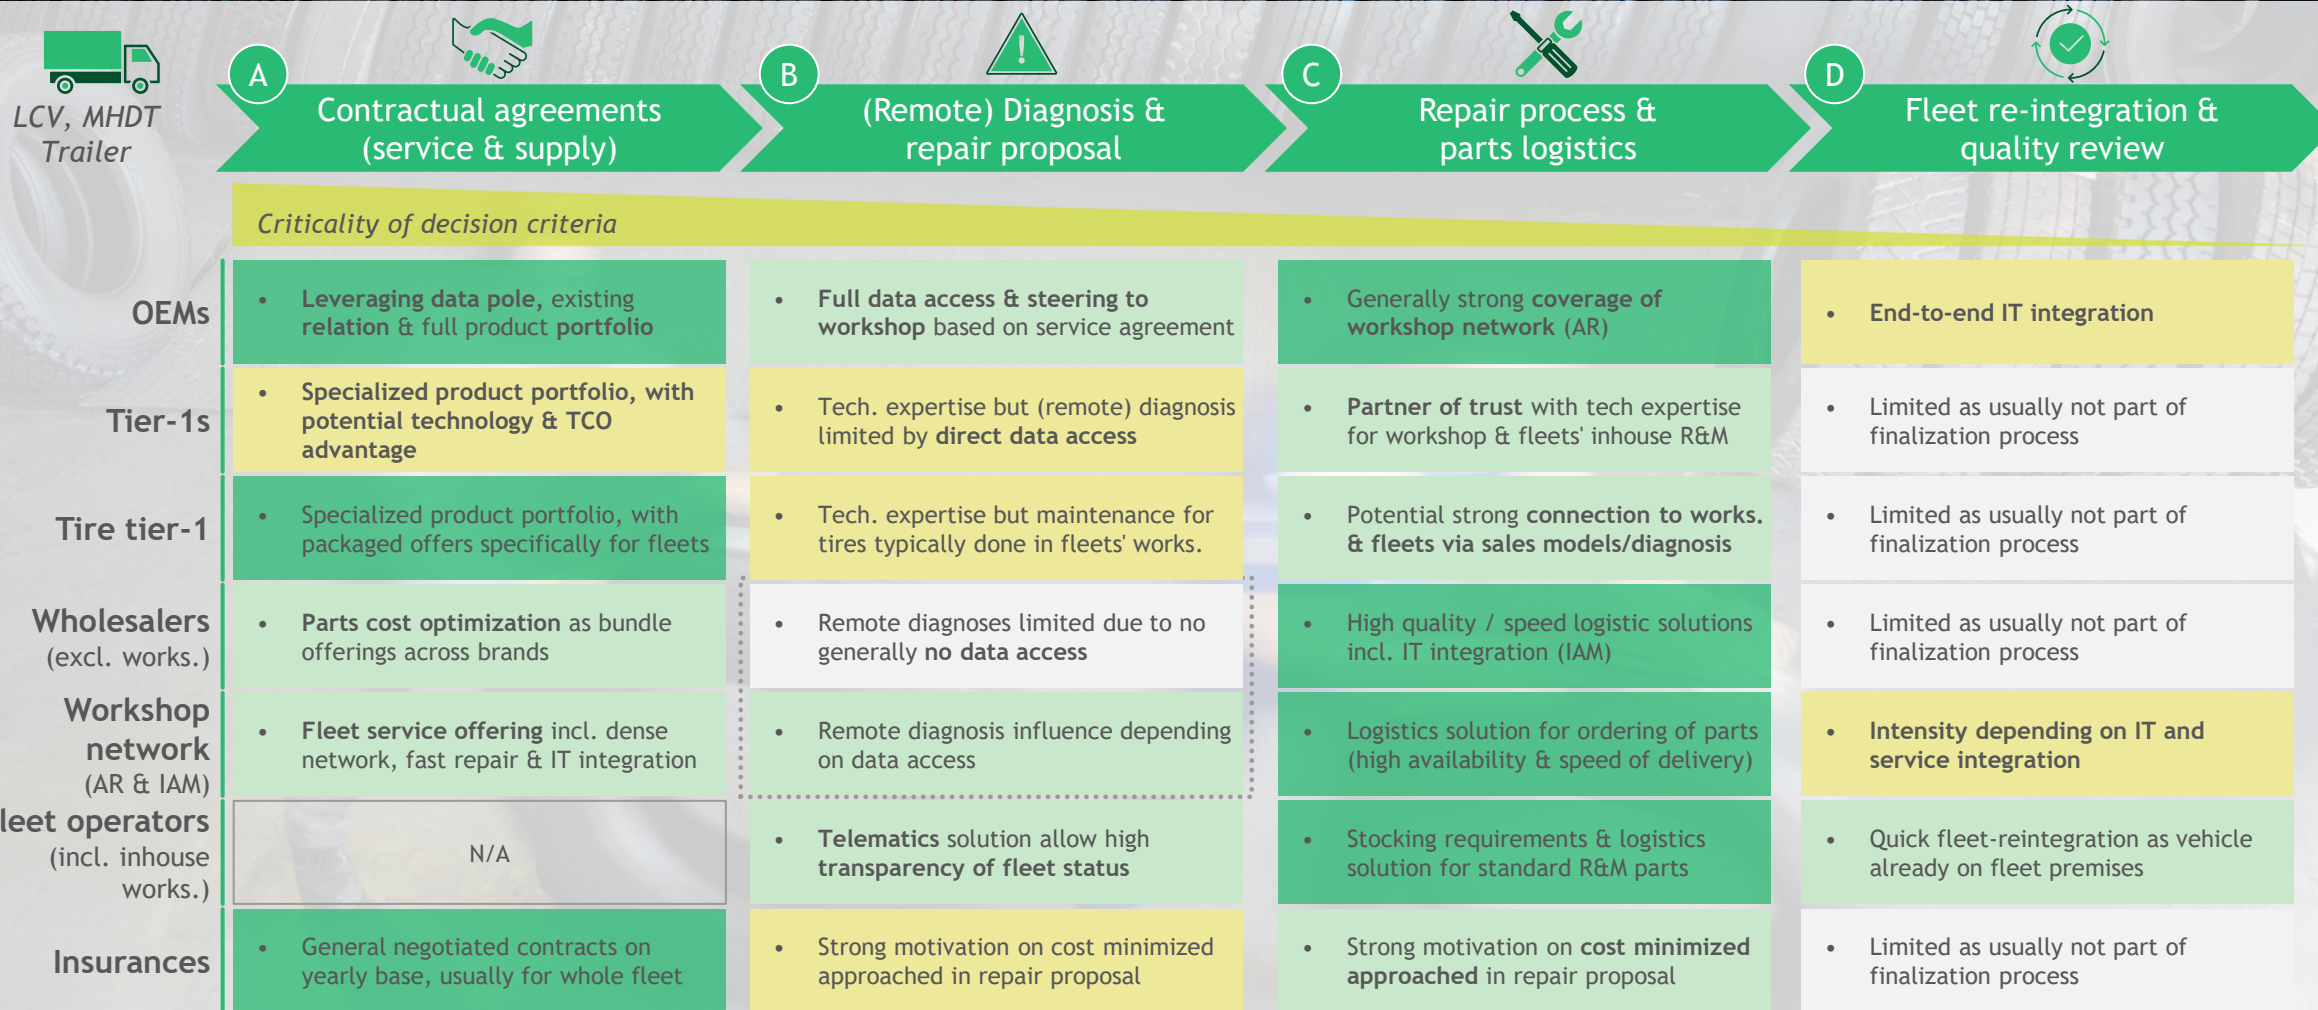 LCV, MHDT
Trailer
A
Contractual agreements
(service & supply)
B
(Remote) Diagnosis &
repair proposal
C
Repair process &
parts logistics
D
Fleet re-integration &
quality review
Criticality of decision criteria
OEMs
• Leveraging data pole, existing
relation & full product portfolio
• Full data access & steering to
workshop based on service agreement
• Generally strong coverage of
workshop network (AR)
• End-to-end IT integration
Tier-1s
• Specialized product portfolio, with
potential technology & TCO
advantage
• Tech. expertise but (remote) diagnosis
limited by direct data access
• Partner of trust with tech expertise
for workshop & fleets' inhouse R&M
• Limited as usually not part of
finalization process
Tire tier-1
• Specialized product portfolio, with
packaged offers specifically for fleets
• Tech. expertise but maintenance for
tires typically done in fleets' works.
• Potential strong connection to works.
& fleets via sales models/diagnosis
• Limited as usually not part of
finalization process
Wholesalers
(excl. works.)
• Parts cost optimization as bundle
offerings across brands
• Remote diagnoses limited due to no
generally no data access
• High quality / speed logistic solutions
incl. IT integration (IAM)
• Limited as usually not part of
finalization process
Workshop
network
(AR & IAM)
• Fleet service offering incl. dense
network, fast repair & IT integration
• Remote diagnosis influence depending
on data access
• Logistics solution for ordering of parts
(high availability & speed of delivery)
• Intensity depending on IT and
service integration
leet operators
(incl. inhouse
works.)
N/A
• Telematics solution allow high
transparency of fleet status
• Stocking requirements & logistics
solution for standard R&M parts
• Quick fleet-reintegration as vehicle
already on fleet premises
Insurances
• General negotiated contracts on
yearly base, usually for whole fleet
• Strong motivation on cost minimized
approached in repair proposal
• Strong motivation on cost minimized
approached in repair proposal
• Limited as usually not part of
finalization process